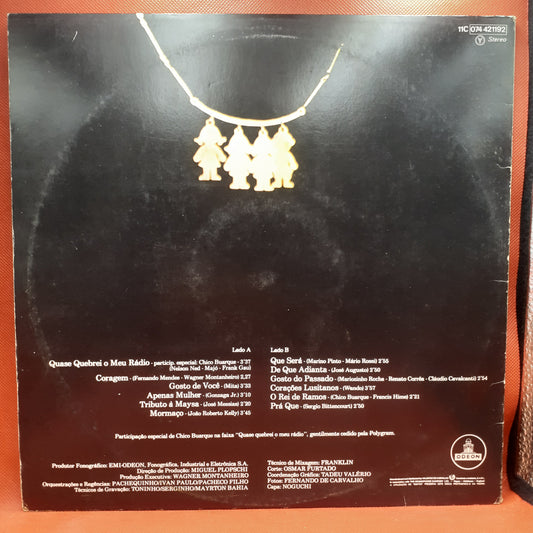 11C 074 421192
Y Stereo
Lado A
Quase Quebrei o Meu Rádio - particip. especial: Chico Buarque - 3'37
(Nelson Ned - Majó - Frank Gau)
Coragem - (Fernando Mendes - Wagner Montanheiro) 2,27
Gosto de Você - (Mita) 3'33
Apenas Mulher - (Gonzaga Jr.) 3'10
Tributo á Maysa - (José Messias) 2'20
Mormaço - (João Roberto Kelly) 2'45
Lado B
Que Será - (Marino Pinto - Mário Rossi) 2'55
De Que Adianta - (José Augusto) 2'50
Gosto do Passado - (Mariozinho Rocha - Renato Corrêa - Cláudio Cavalcanti) 2'54
Corações Lusitanos - (Wando) 3'50
O Rei de Ramos - (Chico Buarque - Francis Hime) 2'21
Prá Que - (Sergio Bittencourt) 2'50
Participação especial de Chico Buarque na faixa "Quase quebrei o meu rádio", gentilmente cedido pela Polygram.
Produtor Fonográfico: EMI-ODEON, Fonográfica, Industrial e Eletrônica S.A.
Direção de Produção: MIGUEL PLOPSCHI
Produção Executiva: WAGNER MONTANHEIRO
Orquestrações e Regências: PACHEQUINHO/IVAN PAULO/PACHECO FILHO
Técnicos de Gravação: TONINHO/SERGINHO/MAYRTON BAHIA
Técnico de Mixagem: FRANKLIN
Corte: OSMAR FURTADO
Coordenação Gráfica: TADEU VALÉRIO
Fotos: FERNANDO DE CARVALHO
Capa: NOGUCHI
ODEON